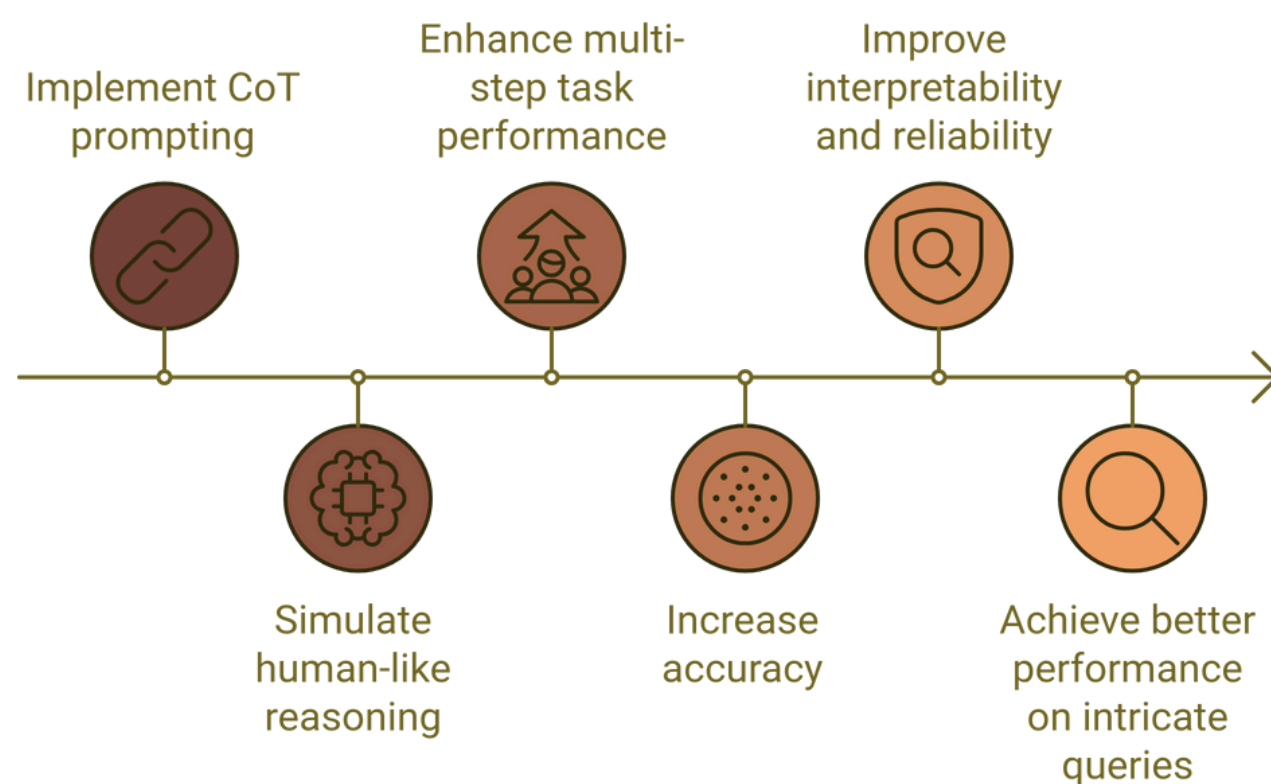 Implement CoT
prompting
Simulate
human-like
reasoning
Enhance multi-
step task
performance
Increase
accuracy
Improve
interpretability
and reliability
Achieve better
performance
on intricate
queries